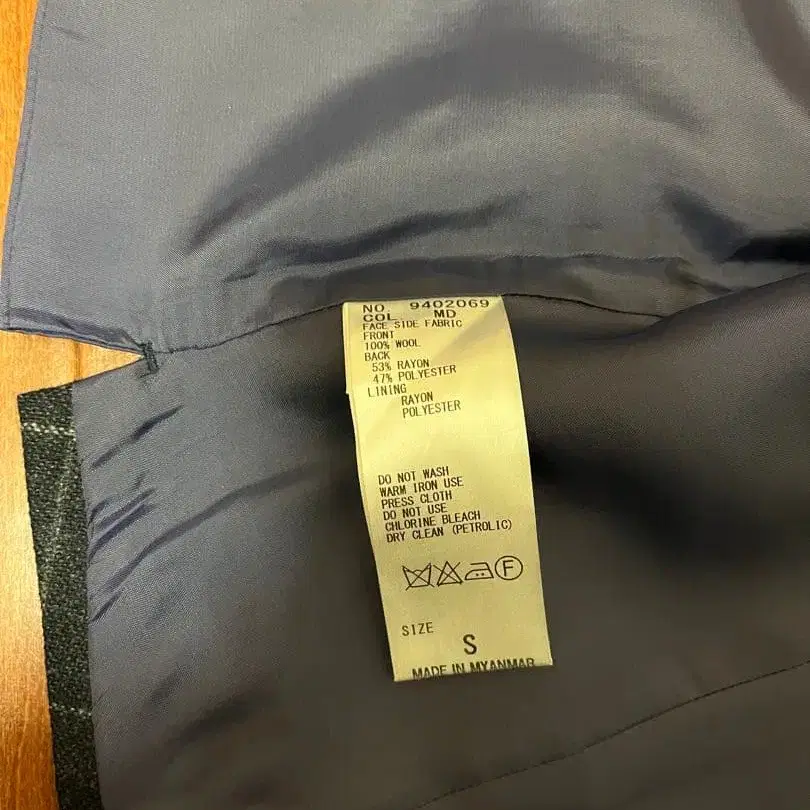 NO. 9402069
COL. MD
FACE SIDE FABRIC
FRONT
100% WOOL
BACK
53% RAYON
47% POLYESTER
LINING
RAYON
POLYESTER
DO NOT WASH
WARM IRON USE
PRESS CLOTH
DO NOT USE
CHLORINE BLEACH
DRY CLEAN (PETROLIC)
F
SIZE
S
MADE IN MYANMAR